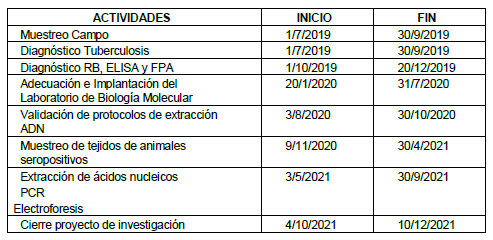 ACTIVIDADES INICIO FIN
Muestreo Campo 1/7/2019 30/9/2019
Diagnóstico Tuberculosis 1/7/2019 30/9/2019
Diagnóstico RB, ELISA y FPA 1/10/2019 20/12/2019
Adecuación e Implantación del 20/1/2020 31/7/2020
Laboratorio de Biología Molecular
Validación de protocolos de extracción 3/8/2020 30/10/2020
ADN
Muestreo de tejidos de animales 9/11/2020 30/4/2021
seropositivos
Extracción de ácidos nucleicos 3/5/2021 30/9/2021
PCR
Electroforesis
Cierre proyecto de investigación 4/10/2021 10/12/2021